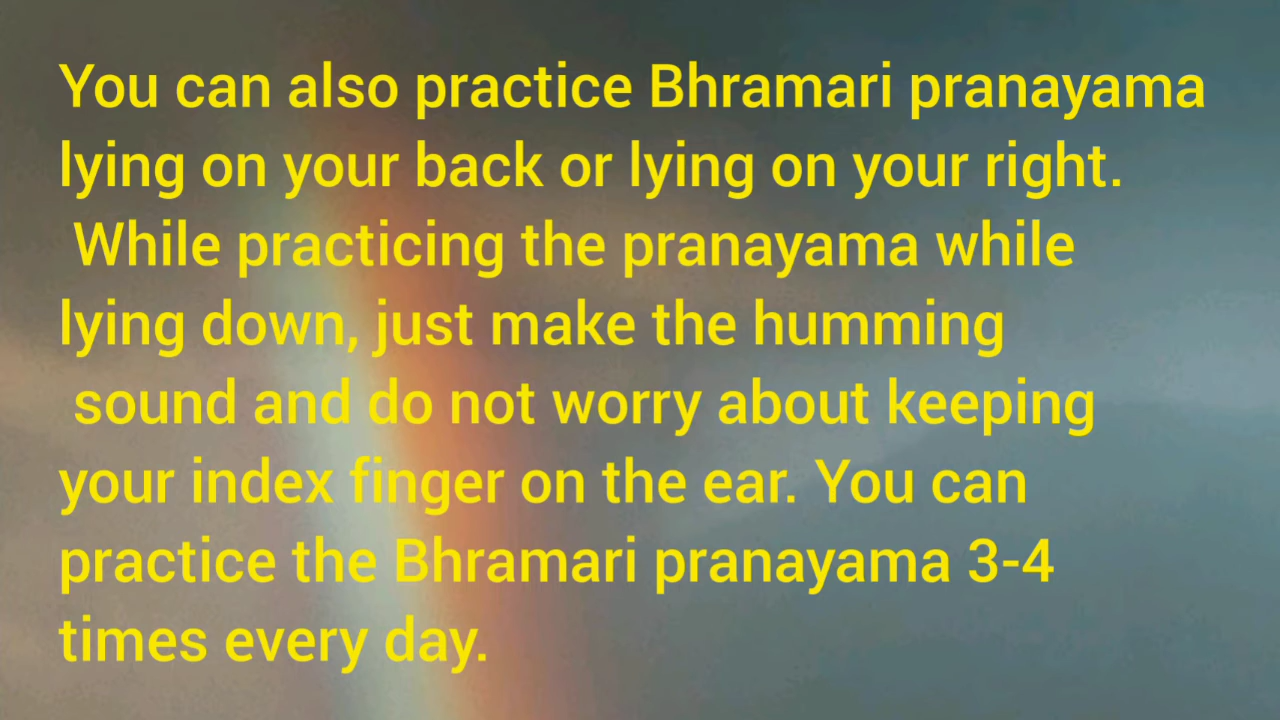 You can also practice Bhramari pranayama
lying on your back or lying on your right.
While practicing the pranayama while
lying down, just make the humming
sound and do not worry about keeping
your index finger on the ear. You can
practice the Bhramari pranayama 3-4
times every day.